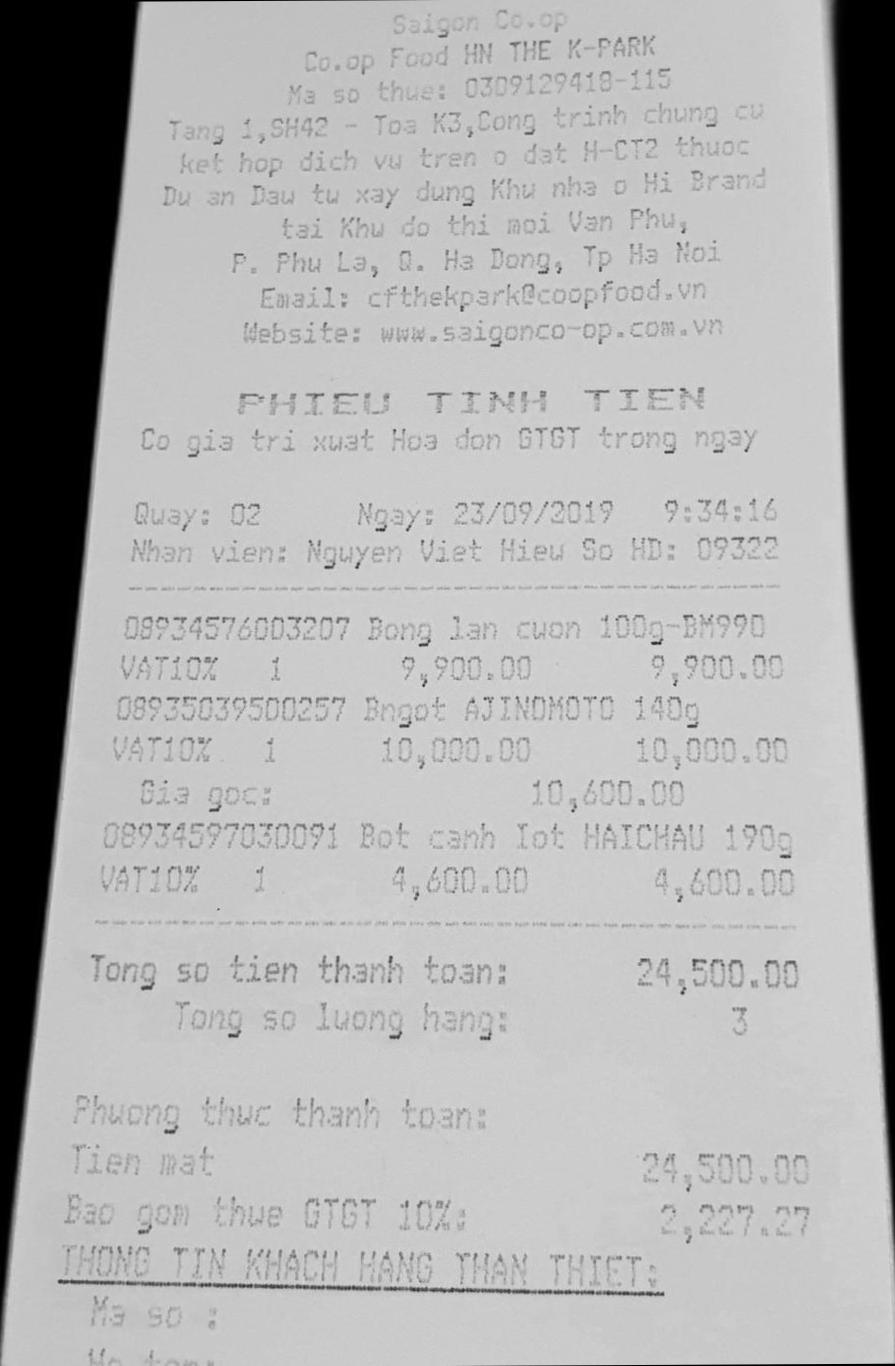 Saigon Co.op
Co.op Food HN THE K-PARK
Ma so thue: 0309129418-115
Tang 1,SH42 - Toa K3,Cong trinh chung cu
ket hop dich vu tren o dat H-CT2 thuoc
Du an Dau tu xay dung Khu nha o Hi Brand
tai Khu do thi moi Van Phu,
P. Phu La, Q. Ha Dong, Tp Ha Noi
Email: cfthekpark@coopfood.vn
Website: www.saigonco-op.com.vn
PHIEU TINH TIEN
Co gia tri xuat Hoa don GTGT trong ngay
Quay: 02 Ngay: 23/09/2019 9:34:16
Nhan vien: Nguyen Viet Hieu So HD: 09322
08934576003207 Bong lan cuon 100g-BM990
VAT10% 1 9,900.00 9,900.00
08935039500257 Bngot AJINOMOTO 140g
VAT10% 1 10,000.00 10,000.00
Gia goc: 10,600.00
08934597030091 Bot canh Iot HAICHAU 190g
VAT10% 1 4,600.00 4,600.00
Tong so tien thanh toan: 24,500.00
Tong so luong hang: 3
Phuong thuc thanh toan:
Tien mat 24,500.00
Bao gom thue GTGT 10%: 2,227.27
THONG TIN KHACH HANG THAN THIET:
Ma so :
Ho ten: